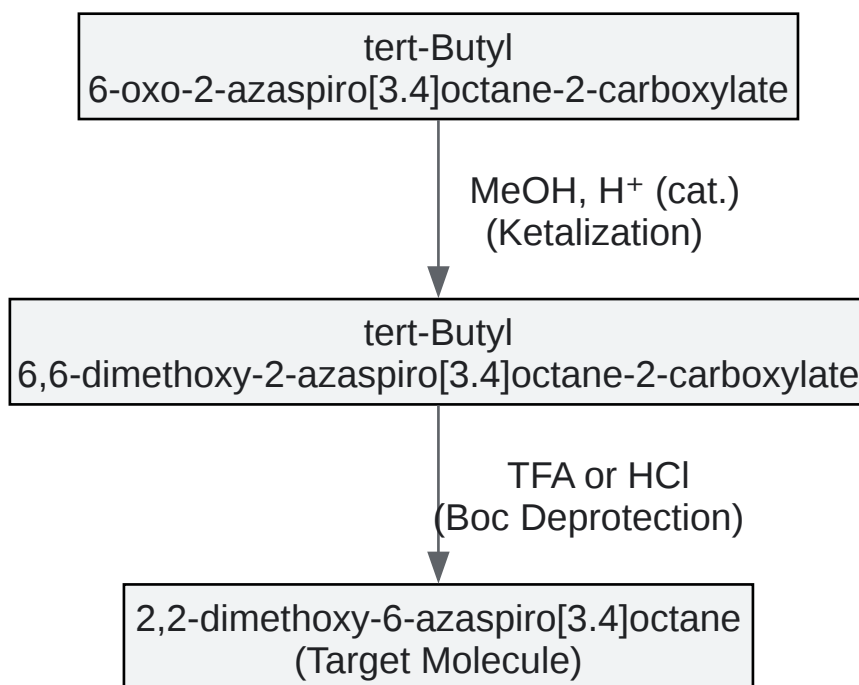 tert-Butyl
6-oxo-2-azaspiro[3.4]octane-2-carboxylate
MeOH, H⁺ (cat.)
(Ketalization)
tert-Butyl
6,6-dimethoxy-2-azaspiro[3.4]octane-2-carboxylate
TFA or HCl
(Boc Deprotection)
2,2-dimethoxy-6-azaspiro[3.4]octane
(Target Molecule)